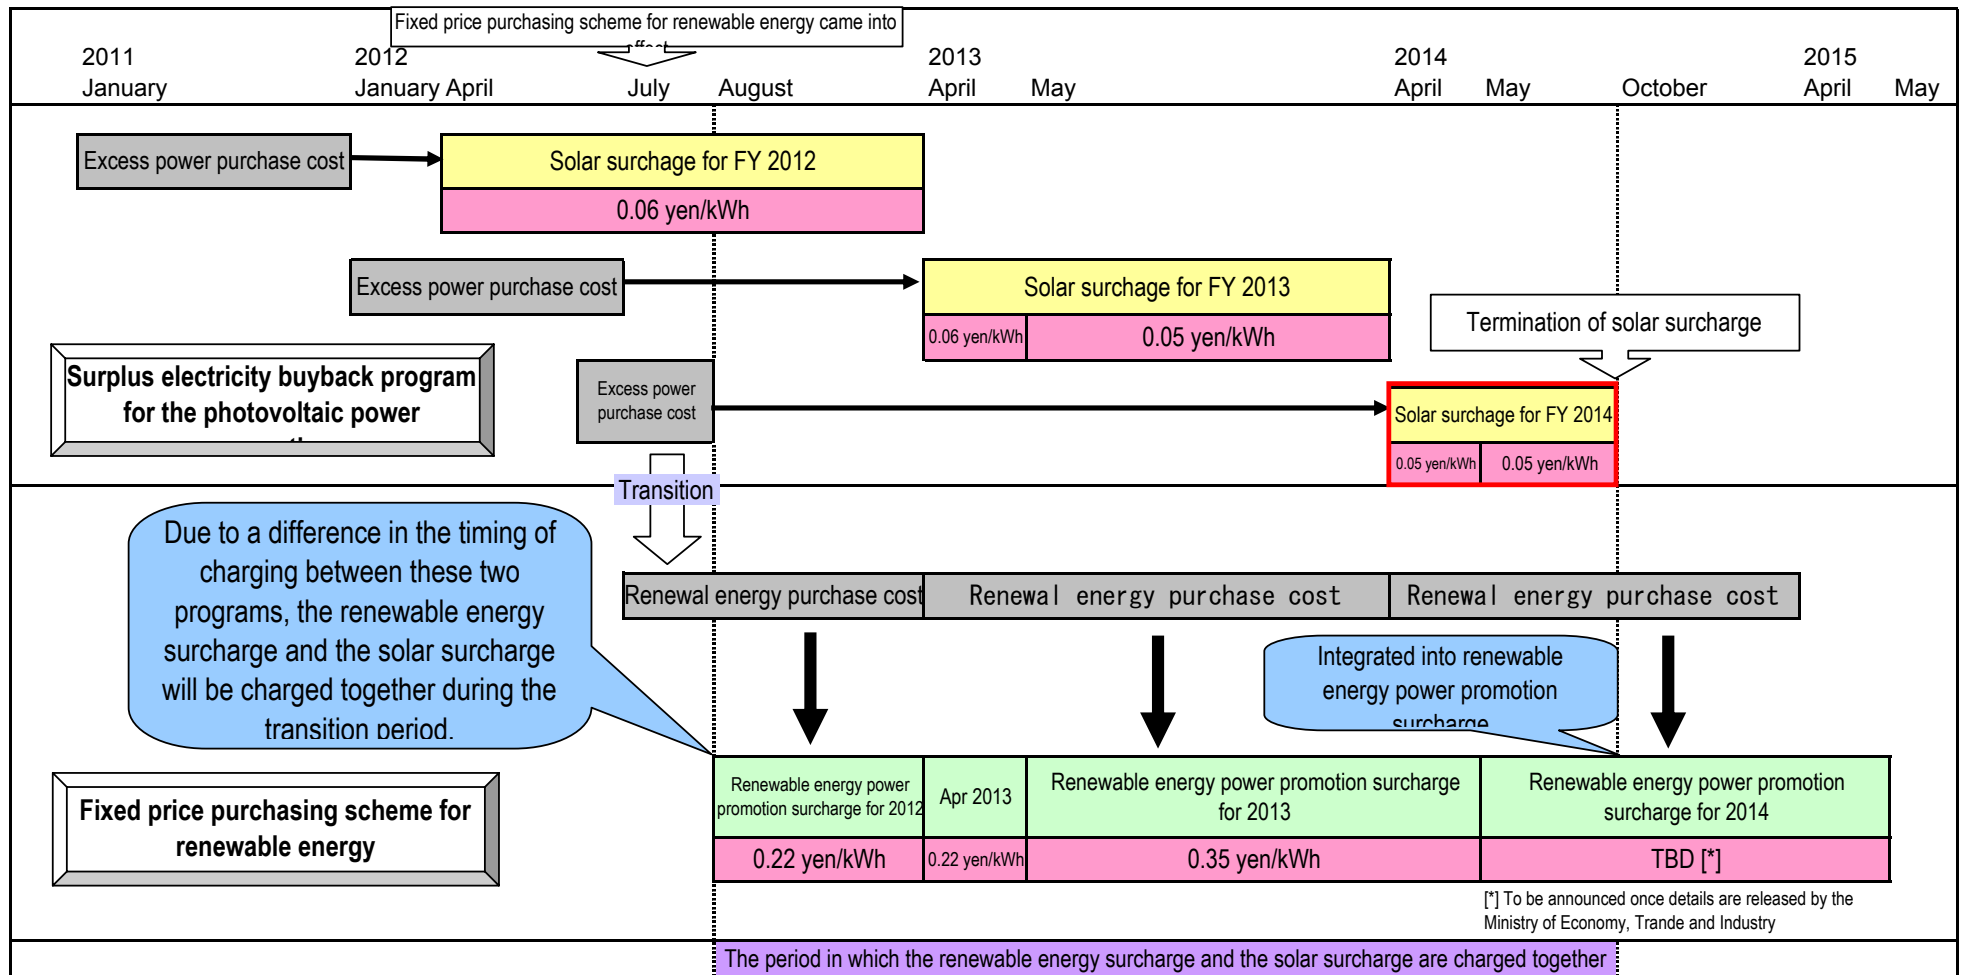 Fixed price purchasing scheme for renewable energy came into
2011
2012
2013
2014
2015
January
January April
July
August
April
May
April
May
October
April
May
Excess power purchase cost
Solar surchage for FY 2012
0.06 yen/kWh
Excess power purchase cost
Solar surchage for FY 2013
0.06 yen/kWh
0.05 yen/kWh
Termination of solar surcharge
Surplus electricity buyback program
for the photovoltaic power
Excess power
purchase cost
Solar surchage for FY 2014
0.05 yen/kWh
0.05 yen/kWh
Transition
Due to a difference in the timing of
charging between these two
programs, the renewable energy
surcharge and the solar surcharge
will be charged together during the
transition period.
Renewal energy purchase cost
Renewal energy purchase cost
Renewal energy purchase cost
Integrated into renewable
energy power promotion
surcharge
Fixed price purchasing scheme for
renewable energy
Renewable energy power
promotion surcharge for 2012
Apr 2013
Renewable energy power promotion surcharge
for 2013
Renewable energy power promotion
surcharge for 2014
0.22 yen/kWh
0.22 yen/kWh
0.35 yen/kWh
TBD [*]
[*] To be announced once details are released by the
Ministry of Economy, Trande and Industry
The period in which the renewable energy surcharge and the solar surcharge are charged together